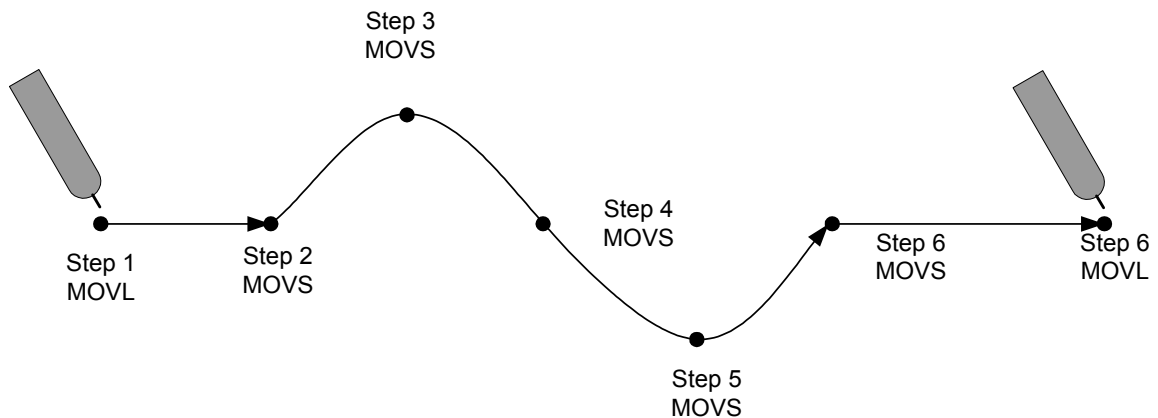 Step 3
MOVS
Step 1
MOVL
Step 2
MOVS
Step 4
MOVS
Step 5
MOVS
Step 6
MOVS
Step 6
MOVL